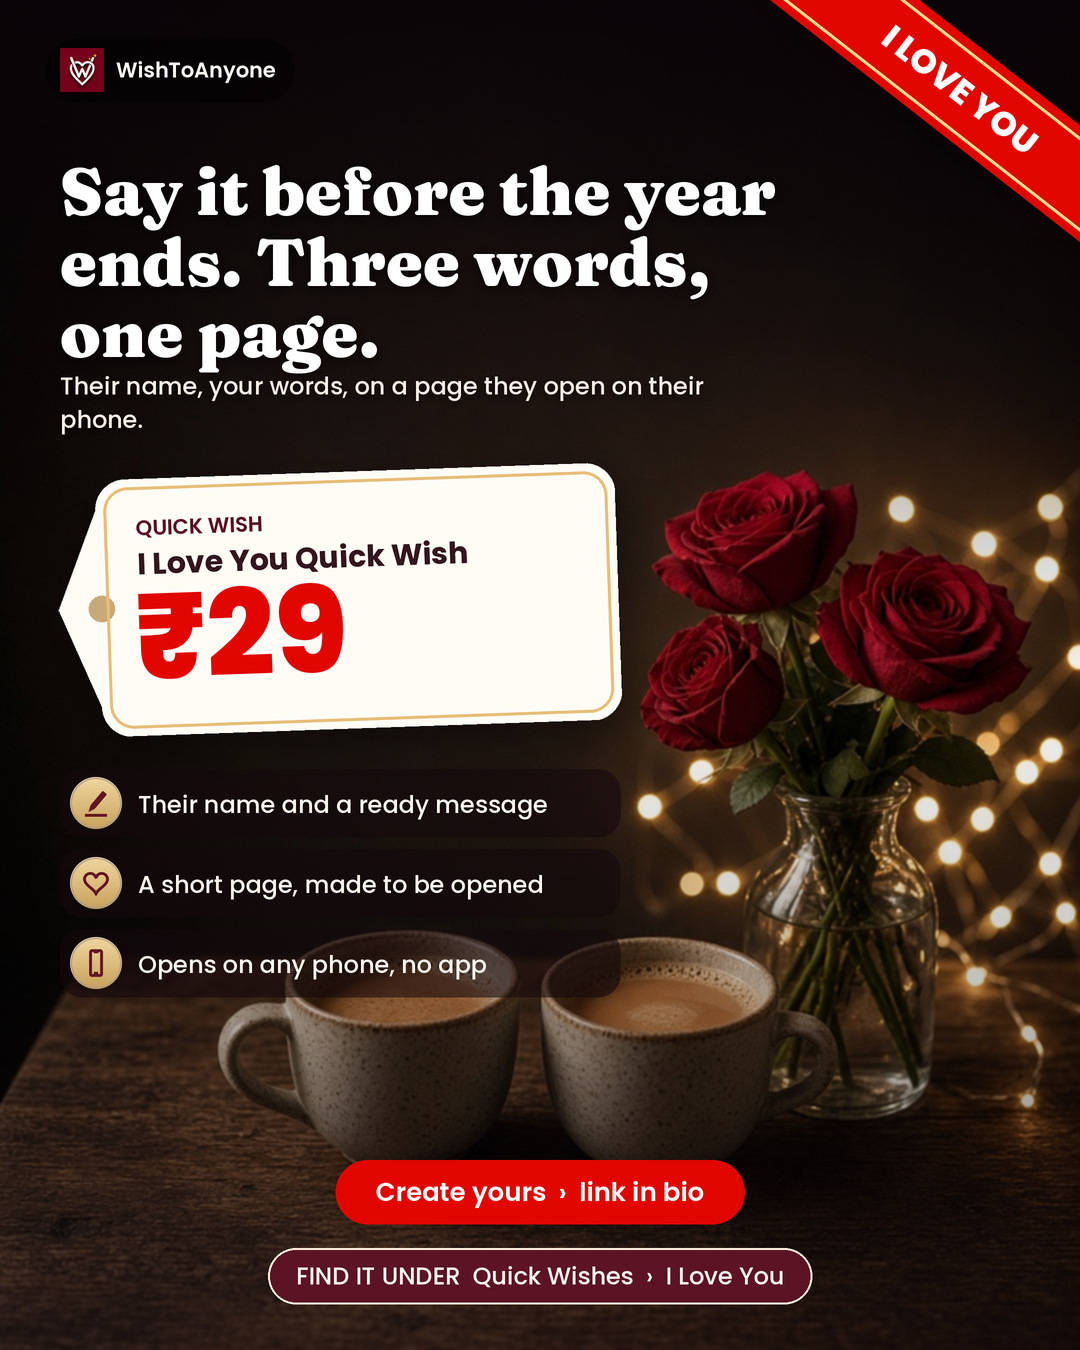 WishToAnyone
I LOVE YOU
Say it before the year
ends. Three words,
one page.
Their name, your words, on a page they open on their
phone.
QUICK WISH
I Love You Quick Wish
₹29
Their name and a ready message
A short page, made to be opened
Opens on any phone, no app
Create yours › link in bio
FIND IT UNDER Quick Wishes › I Love You